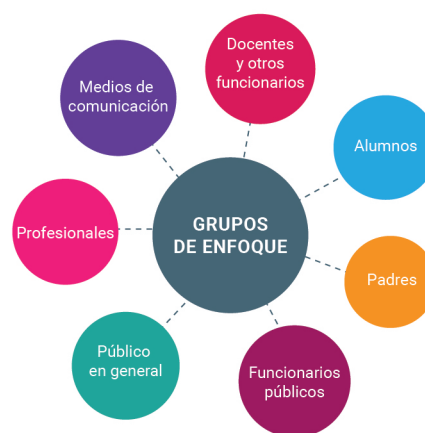 Docentes
y otros
funcionarios
Medios de
comunicación
Alumnos
GRUPOS
DE ENFOQUE
Profesionales
Padres
Público
en general
Funcionarios
públicos